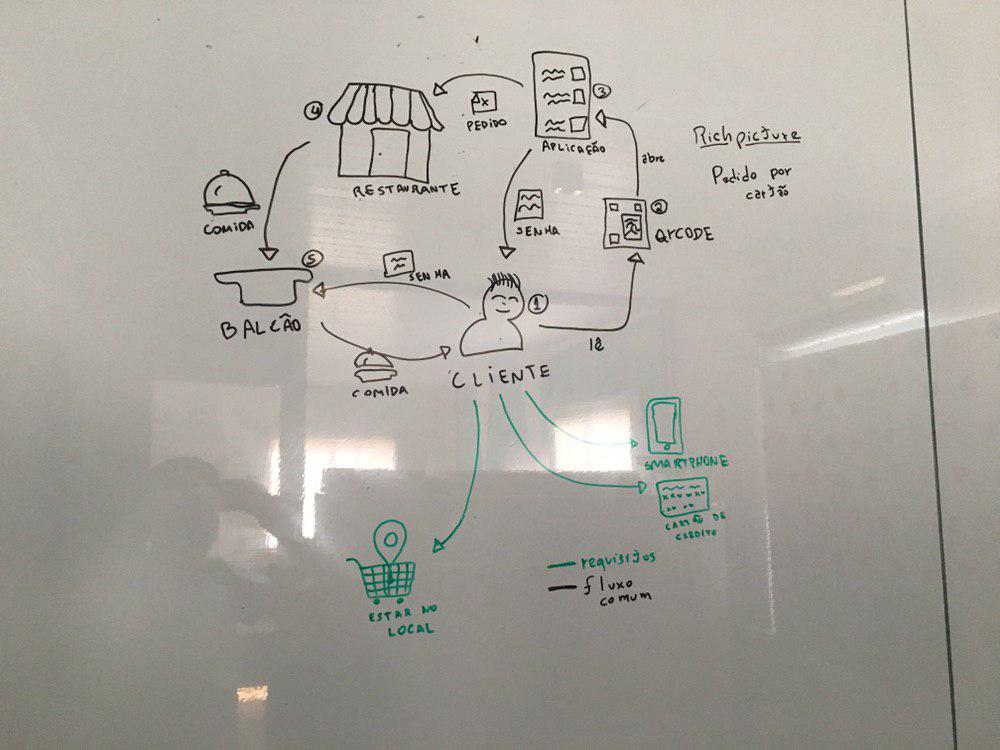 4
3
PEDIDO
APLICAÇÃO
RESTAURANTE
abre
Rich picture
Pedido por
cartão
COMIDA
SENHA
2
QRCODE
5
SENHA
1
BALCÃO
lê
COMIDA
CLIENTE
SMARTPHONE
CARTÃO DE
CREDITO
requisitos
fluxo
comum
ESTAR NO
LOCAL